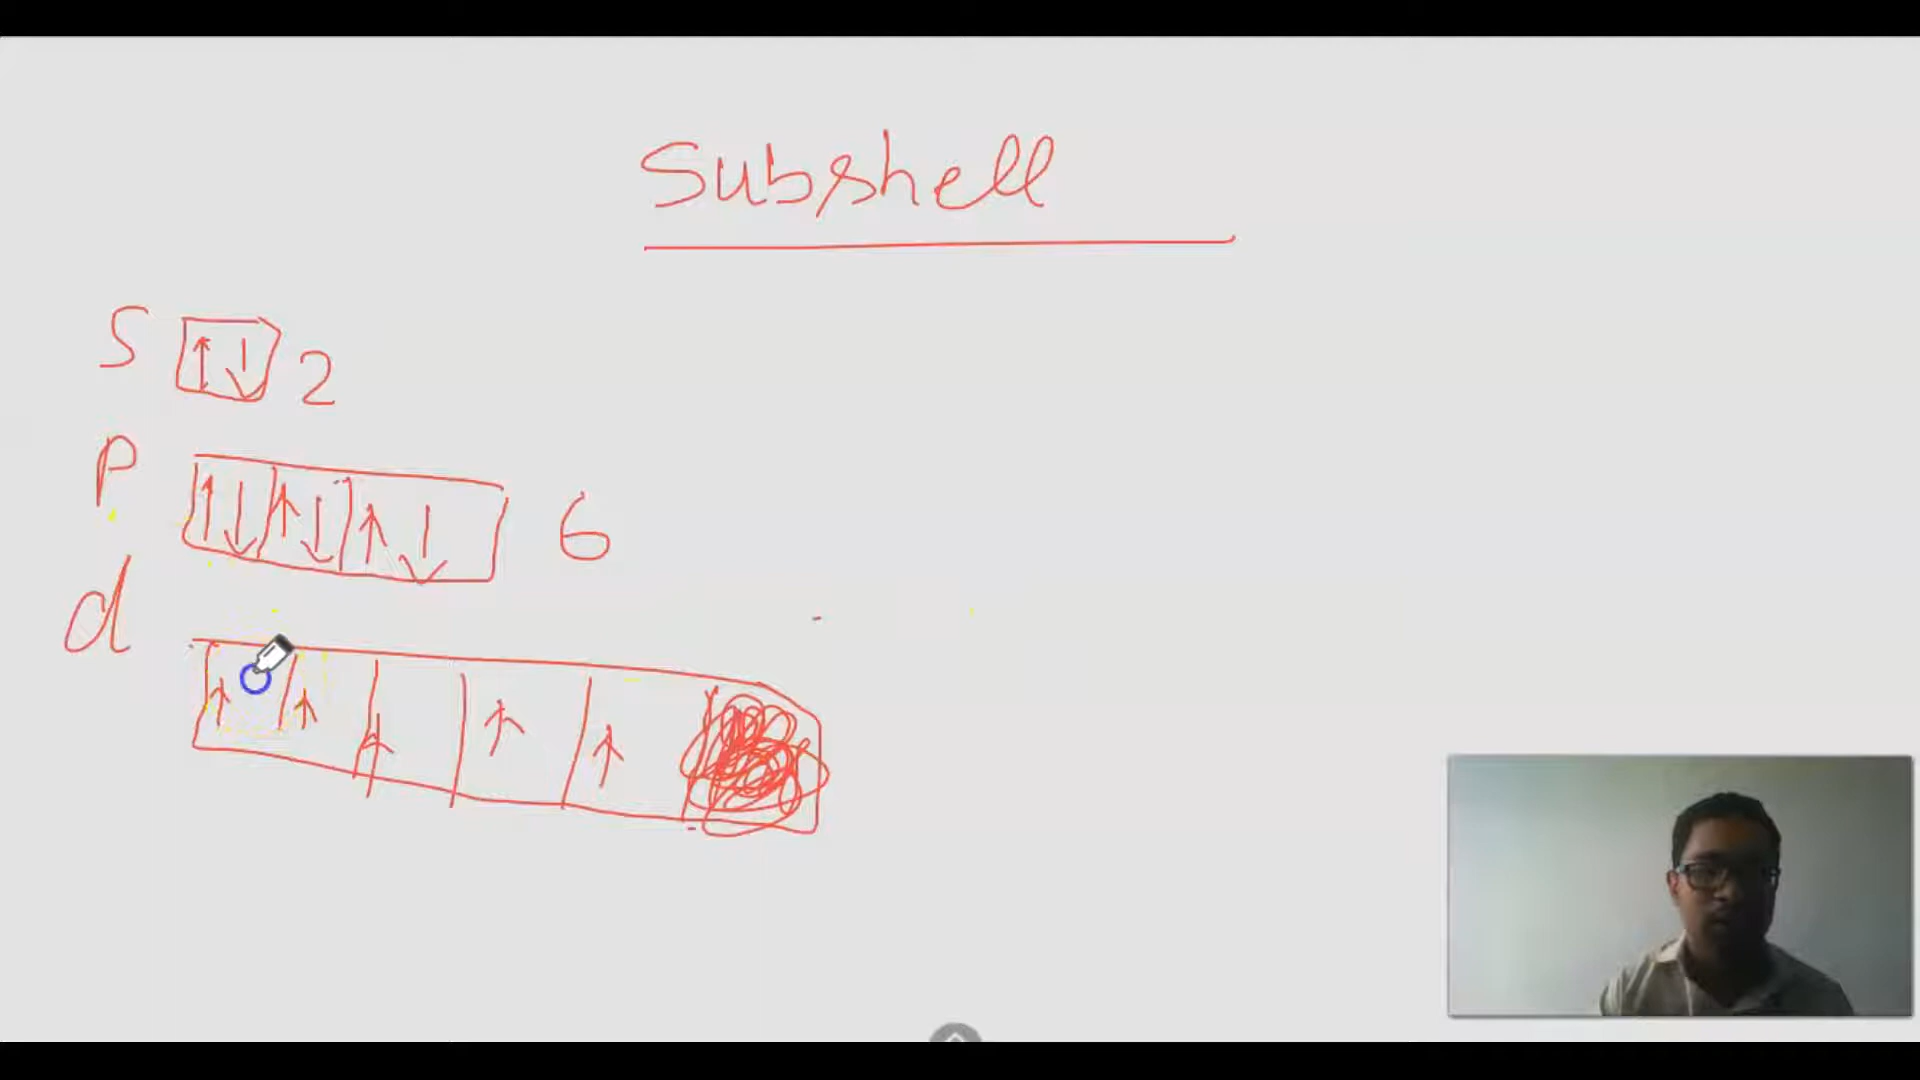 Subshell
S ↑↓ 2
P ↑↓ ↑↓ ↑↓ 6
d ↑ ↑ ↑ ↑ ↑